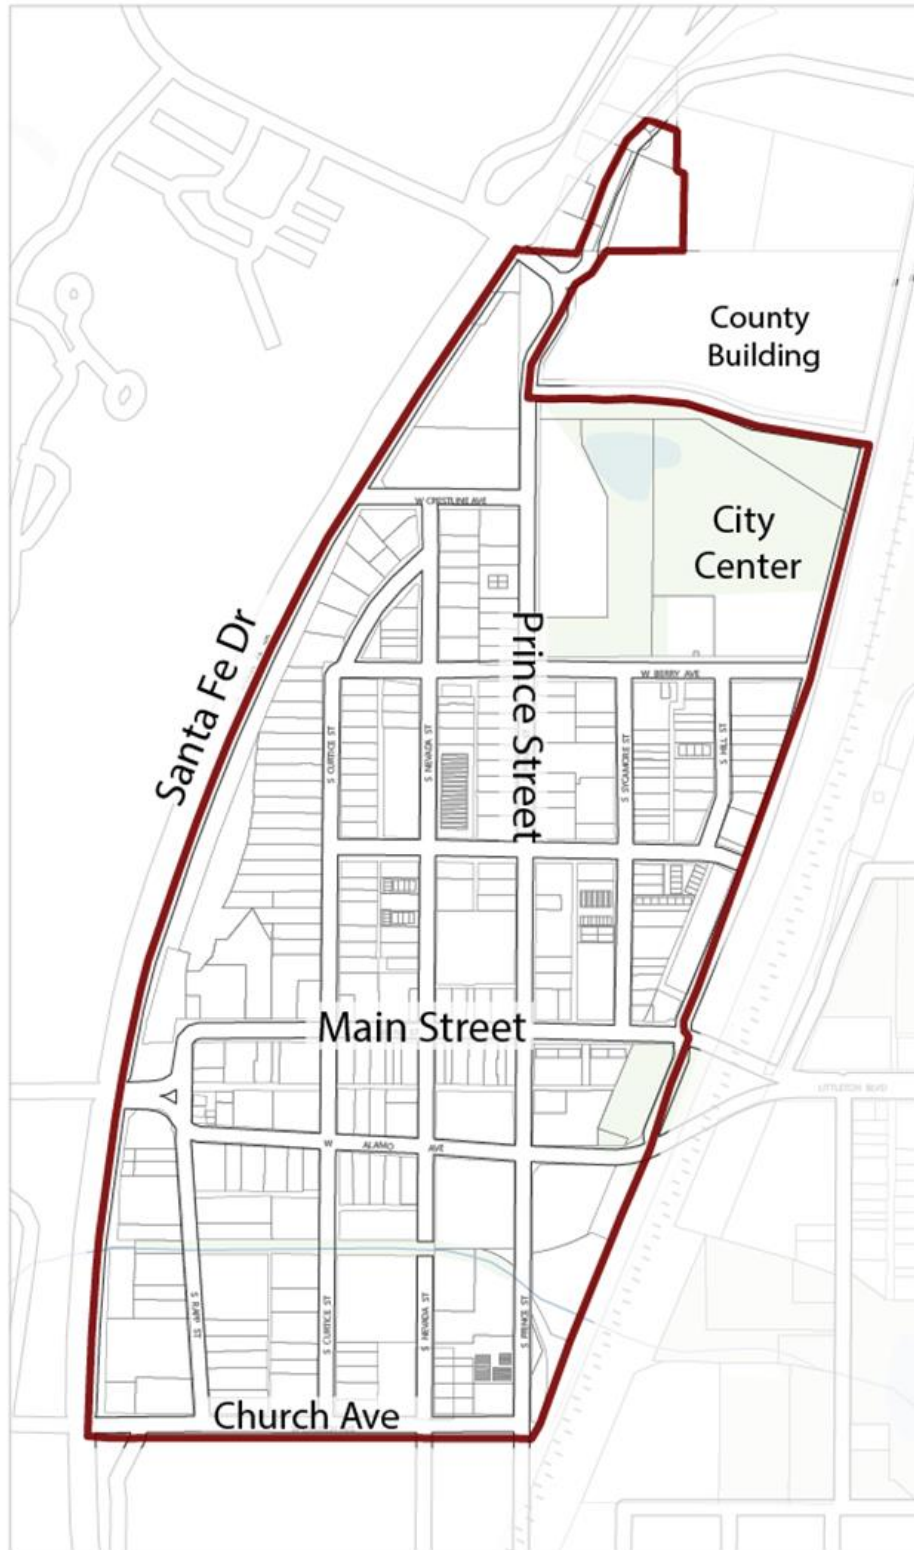 County
Building
W CRESTLINE AVE
City
Center
Santa Fe Dr
Prince Street
W BERRY AVE
S CURTICE ST
S NEVADA ST
S SYCAMORE ST
S HILL ST
Main Street
LITTLETON BLVD
W ALAMO AVE
S RAPP ST
S CURTICE ST
S NEVADA ST
S PRINCE ST
Church Ave